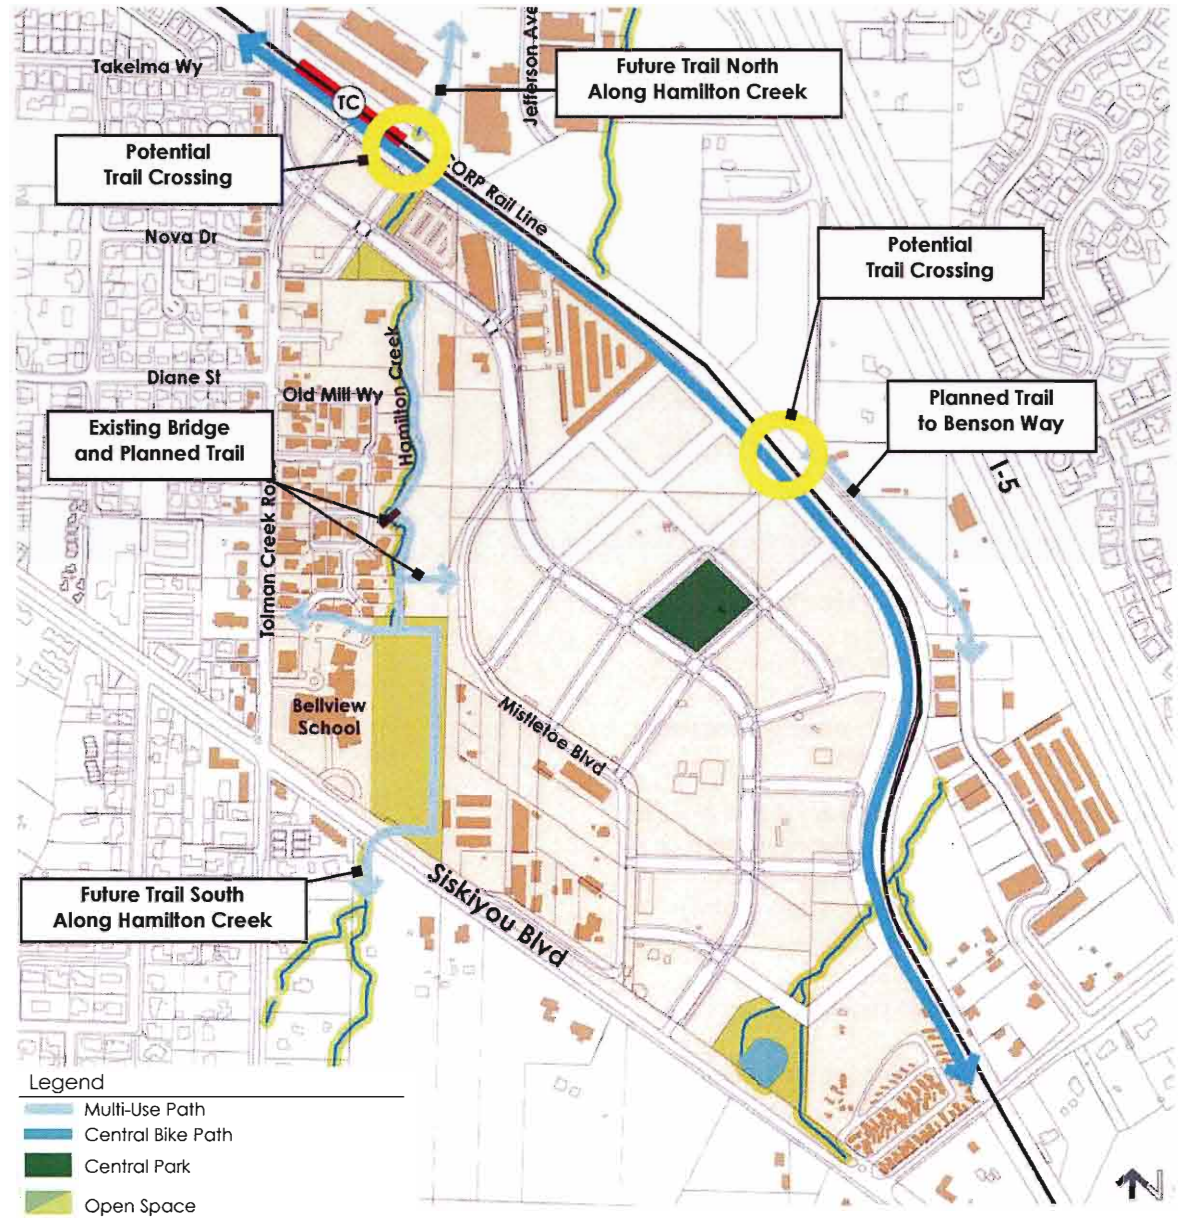 Takelma Wy
TC
Jefferson Ave
Future Trail North
Along Hamilton Creek
Potential
Trail Crossing
CORP Rail Line
Nova Dr
Potential
Trail Crossing
Diane St
Old Mill Wy
Hamilton Creek
Planned Trail
to Benson Way
Existing Bridge
and Planned Trail
I-5
Tolman Creek Ro
Bellview
School
Mistletoe Blvd
Future Trail South
Along Hamilton Creek
Siskiyou Blvd
Legend
Multi-Use Path
Central Bike Path
Central Park
Open Space
N